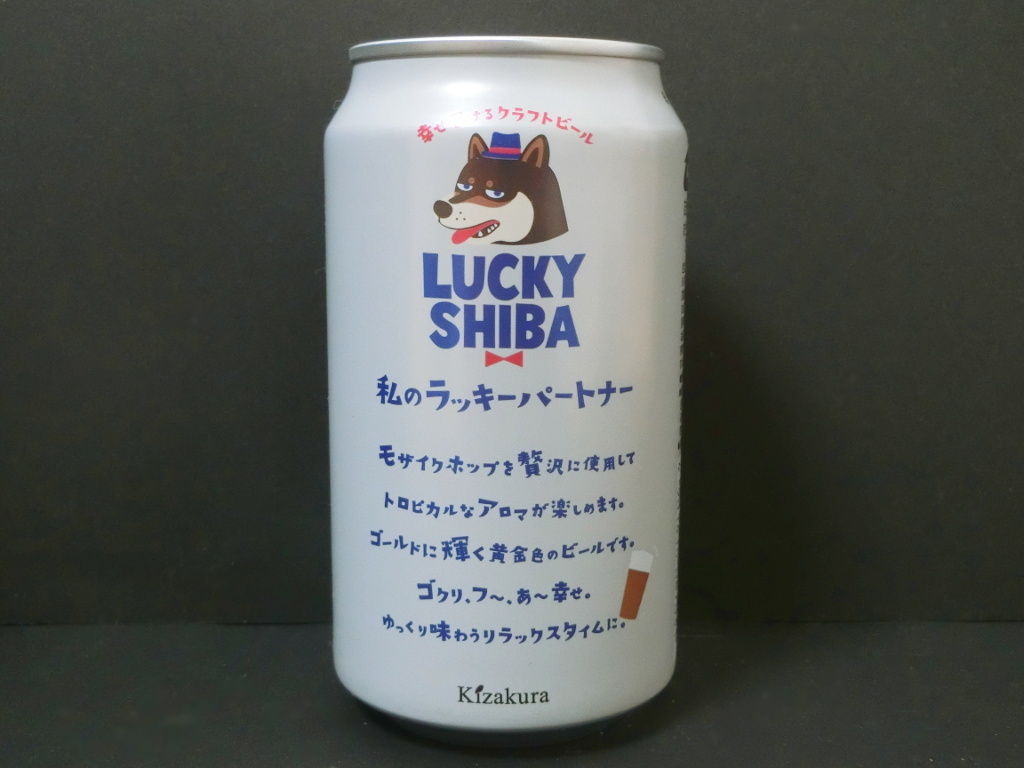 幸せ けるクラフトビール
LUCKY
SHIBA
私のラッキーパートナー
モザイクホップを贅沢に使用して
トロピカルなアロマが楽しめます。
ゴールドに輝く黄金色のビールです。
ゴクリ、フ〜、あ〜幸せ。
ゆっくり味わうリラックスタイムに。
Kizakura